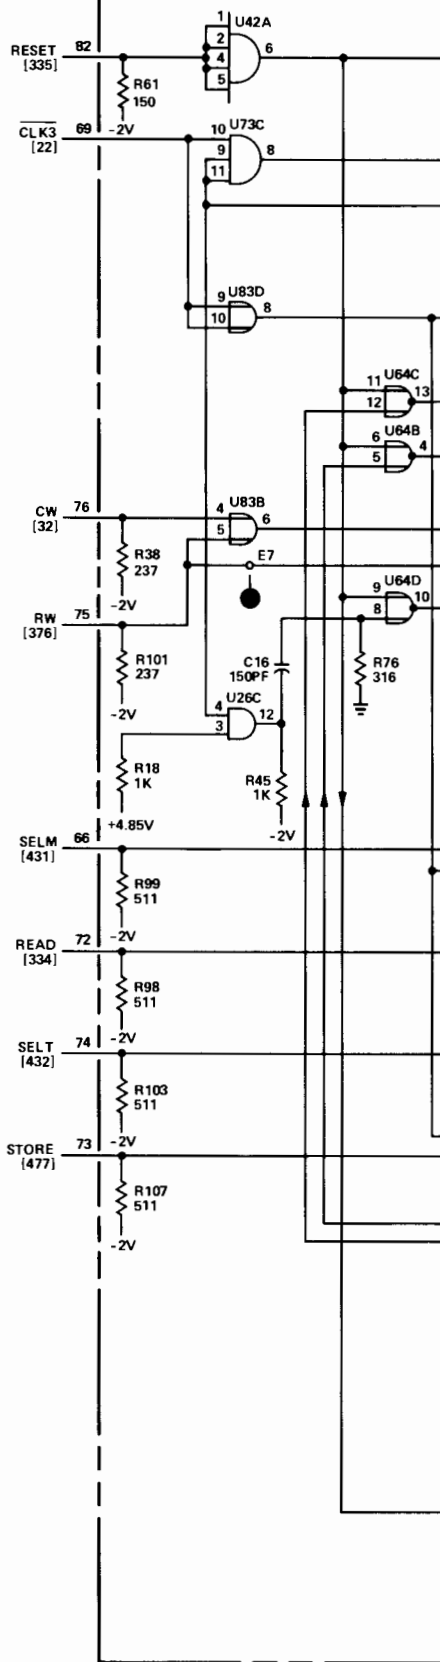 U42A
1
RESET 82 2 6
[335] 4
5
R61
150
-2V
U73C
CLK3 69 10
[22] 9 8
11
U83D
9 8
10
U64C
11 13
12
U64B
6 4
5
CW 76 U83B
[32] 4 6
5
R38
237
E7
-2V
U64D
9 10
8
RW 75
[376]
R101
237
-2V
C16
150PF
R76
316
U26C
4 12
3
R18
1K
R45
1K
+4.85V
-2V
SELM 66
[431]
R99
511
-2V
READ 72
[334]
R98
511
-2V
SELT 74
[432]
R103
511
-2V
STORE 73
[477]
R107
511
-2V